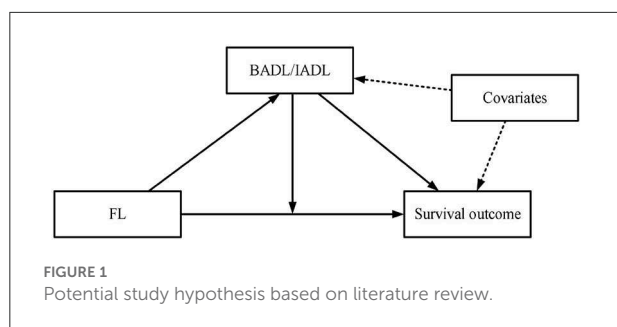 BADL/IADL
Covariates
FL
Survival outcome
FIGURE 1
Potential study hypothesis based on literature review.